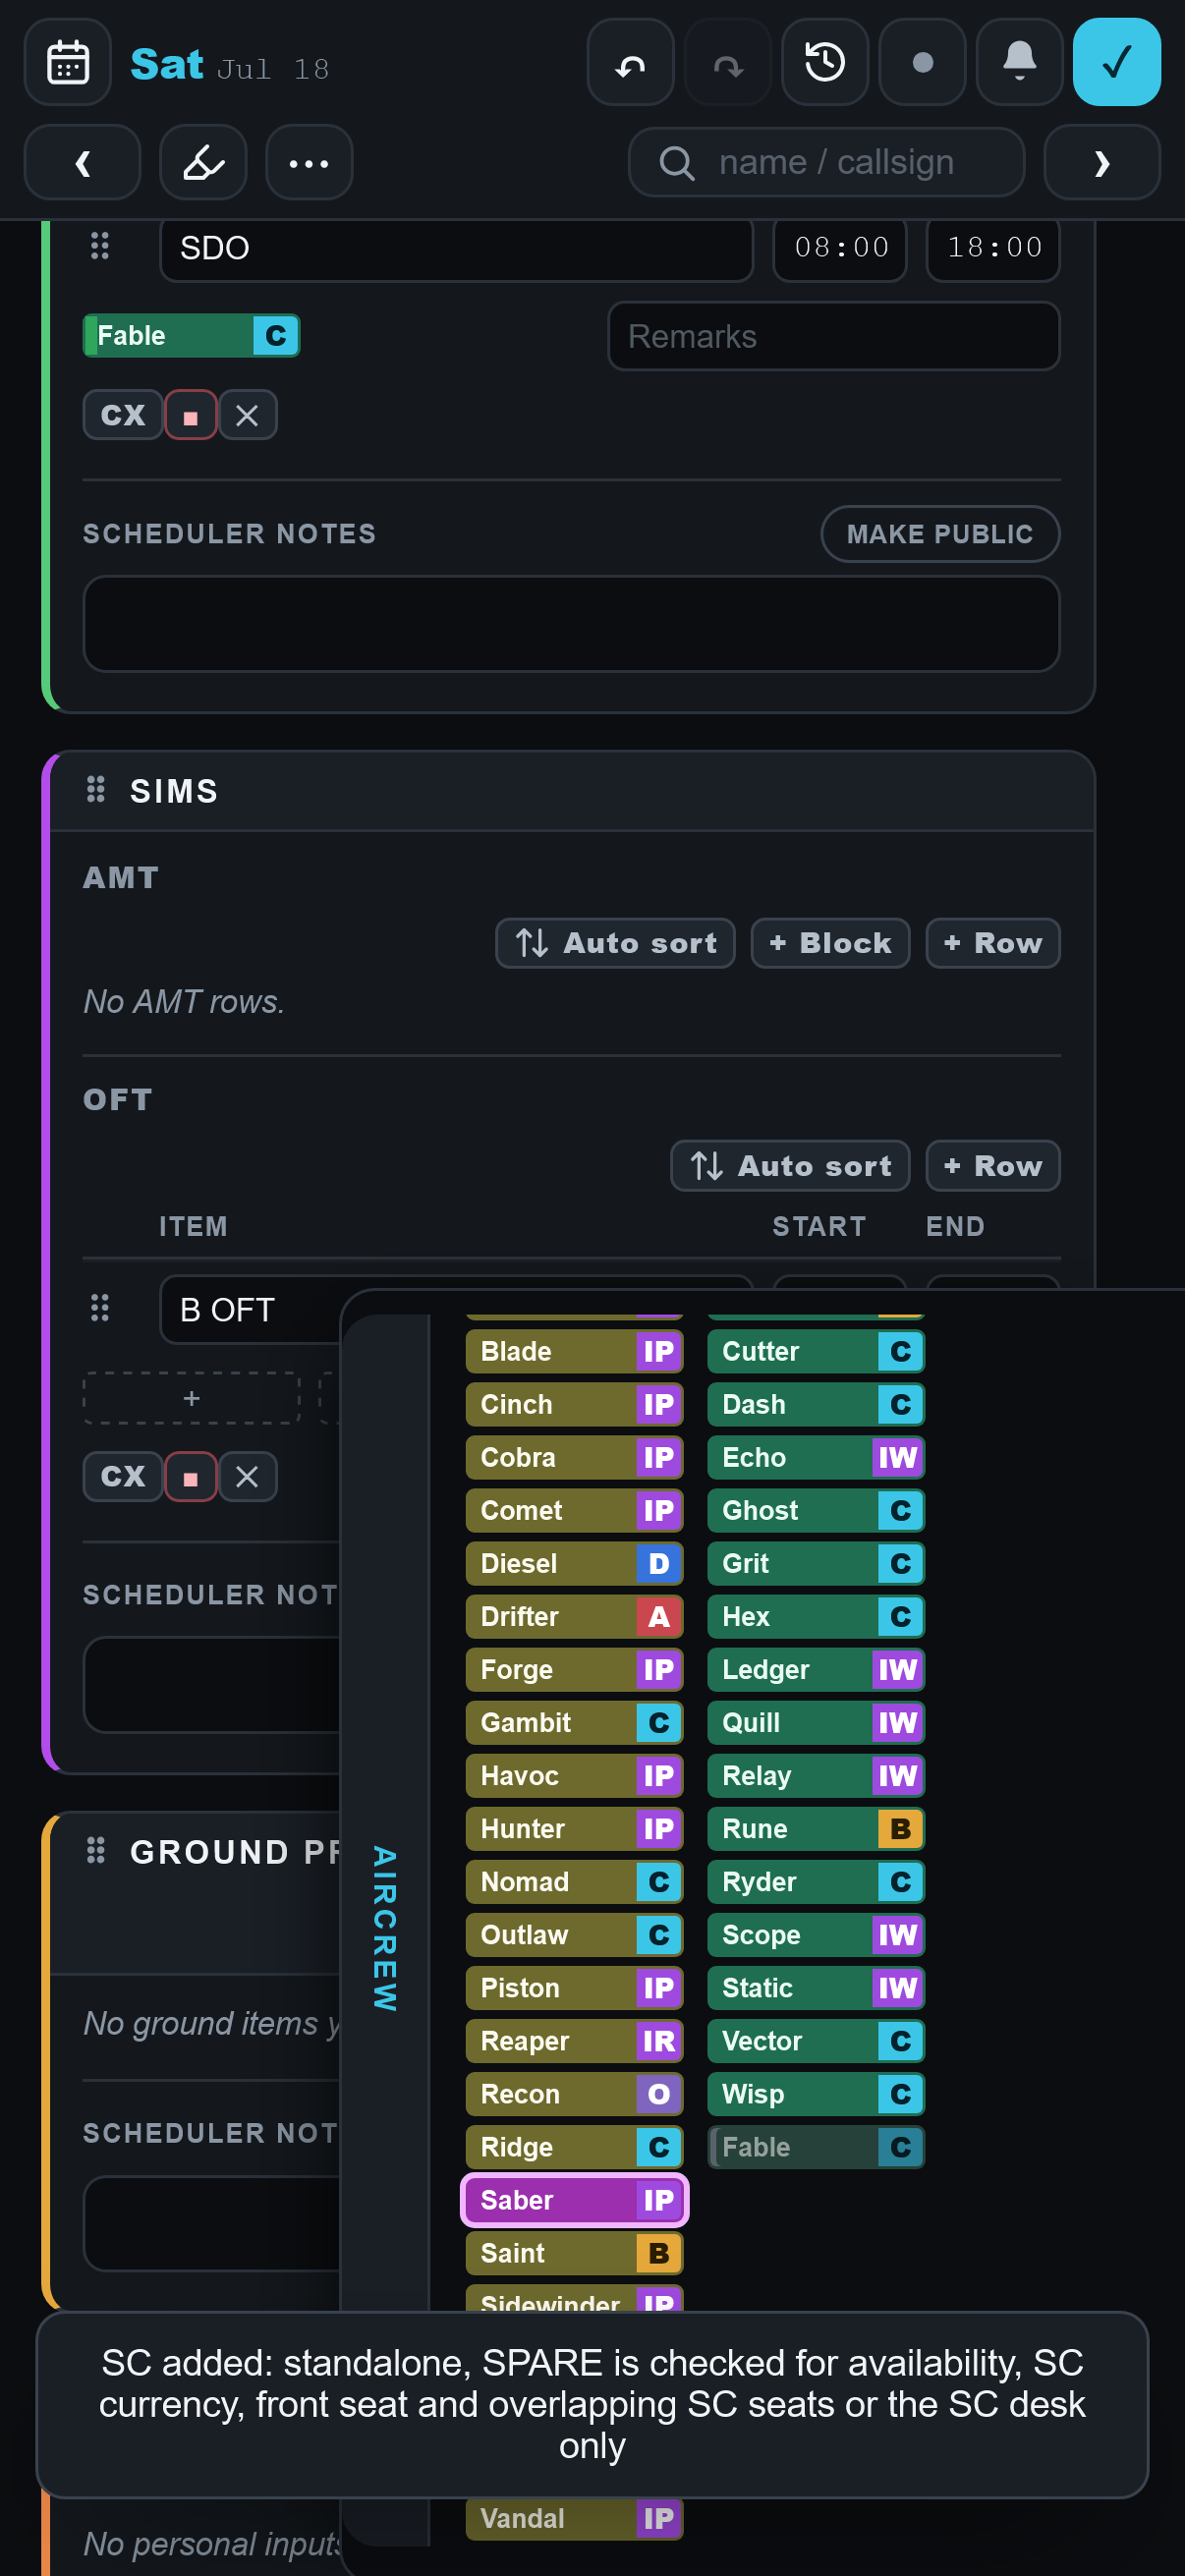 Sat Jul 18
name / callsign
SDO 08:00 18:00
Fable C Remarks
CX
SCHEDULER NOTES MAKE PUBLIC
SIMS
AMT
Auto sort + Block + Row
No AMT rows.
OFT
Auto sort + Row
ITEM START END
B OFT
+
CX
SCHEDULER NOT
GROUND PR
No ground items y
SCHEDULER NOT
No personal inputs
AIRCREW
Blade IP Cutter C
Cinch IP Dash C
Cobra IP Echo IW
Comet IP Ghost C
Diesel D Grit C
Drifter A Hex C
Forge IP Ledger IW
Gambit C Quill IW
Havoc IP Relay IW
Hunter IP Rune B
Nomad C Ryder C
Outlaw C Scope IW
Piston IP Static IW
Reaper IR Vector C
Recon O Wisp C
Ridge C Fable C
Saber IP
Saint B
Sidewinder IP
SC added: standalone, SPARE is checked for availability, SC
currency, front seat and overlapping SC seats or the SC desk
only
Vandal IP